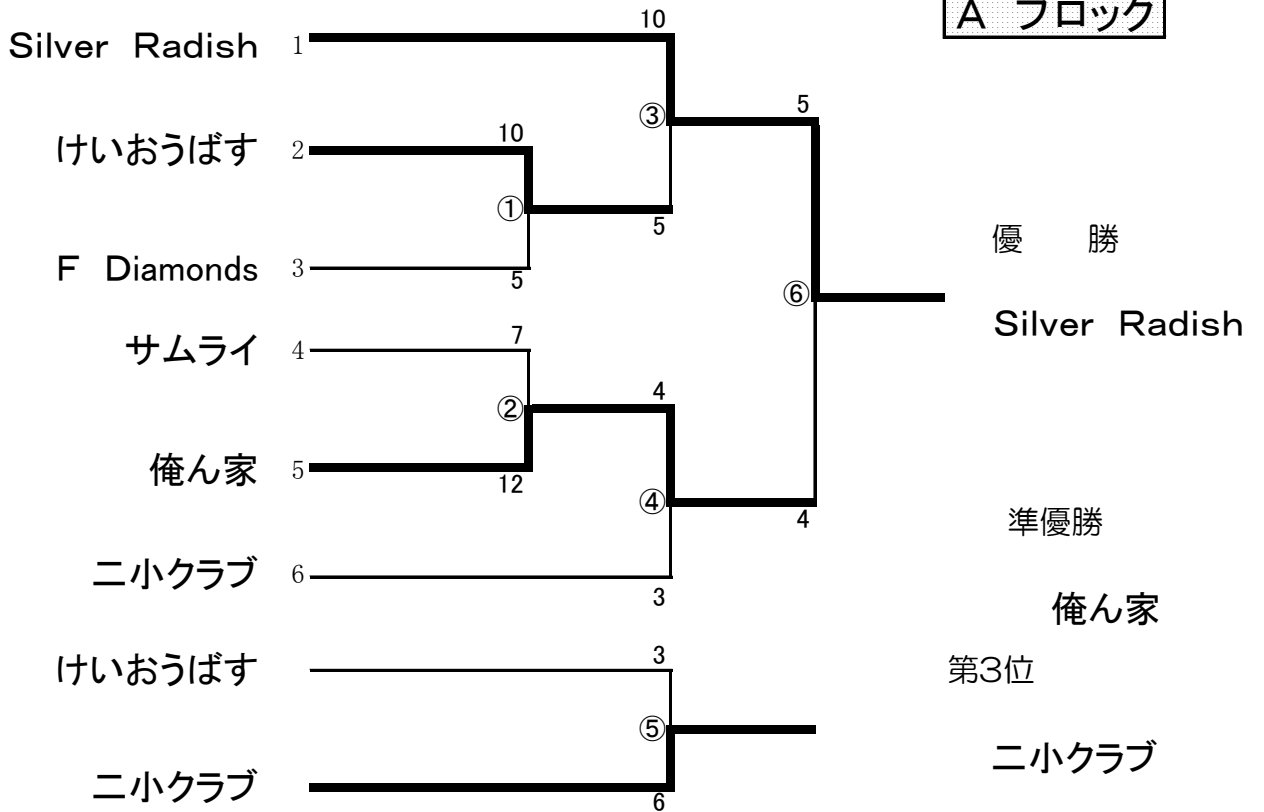 A ブロック
10
Silver Radish 1
5
③
10
けいおうばす 2
①
5
優 勝
F Diamonds 3
5
⑥
Silver Radish
7
サムライ 4
4
②
俺ん家 5
12
④
4
準優勝
二小クラブ 6
3
俺ん家
3
けいおうばす
第3位
⑤
二小クラブ
二小クラブ
6